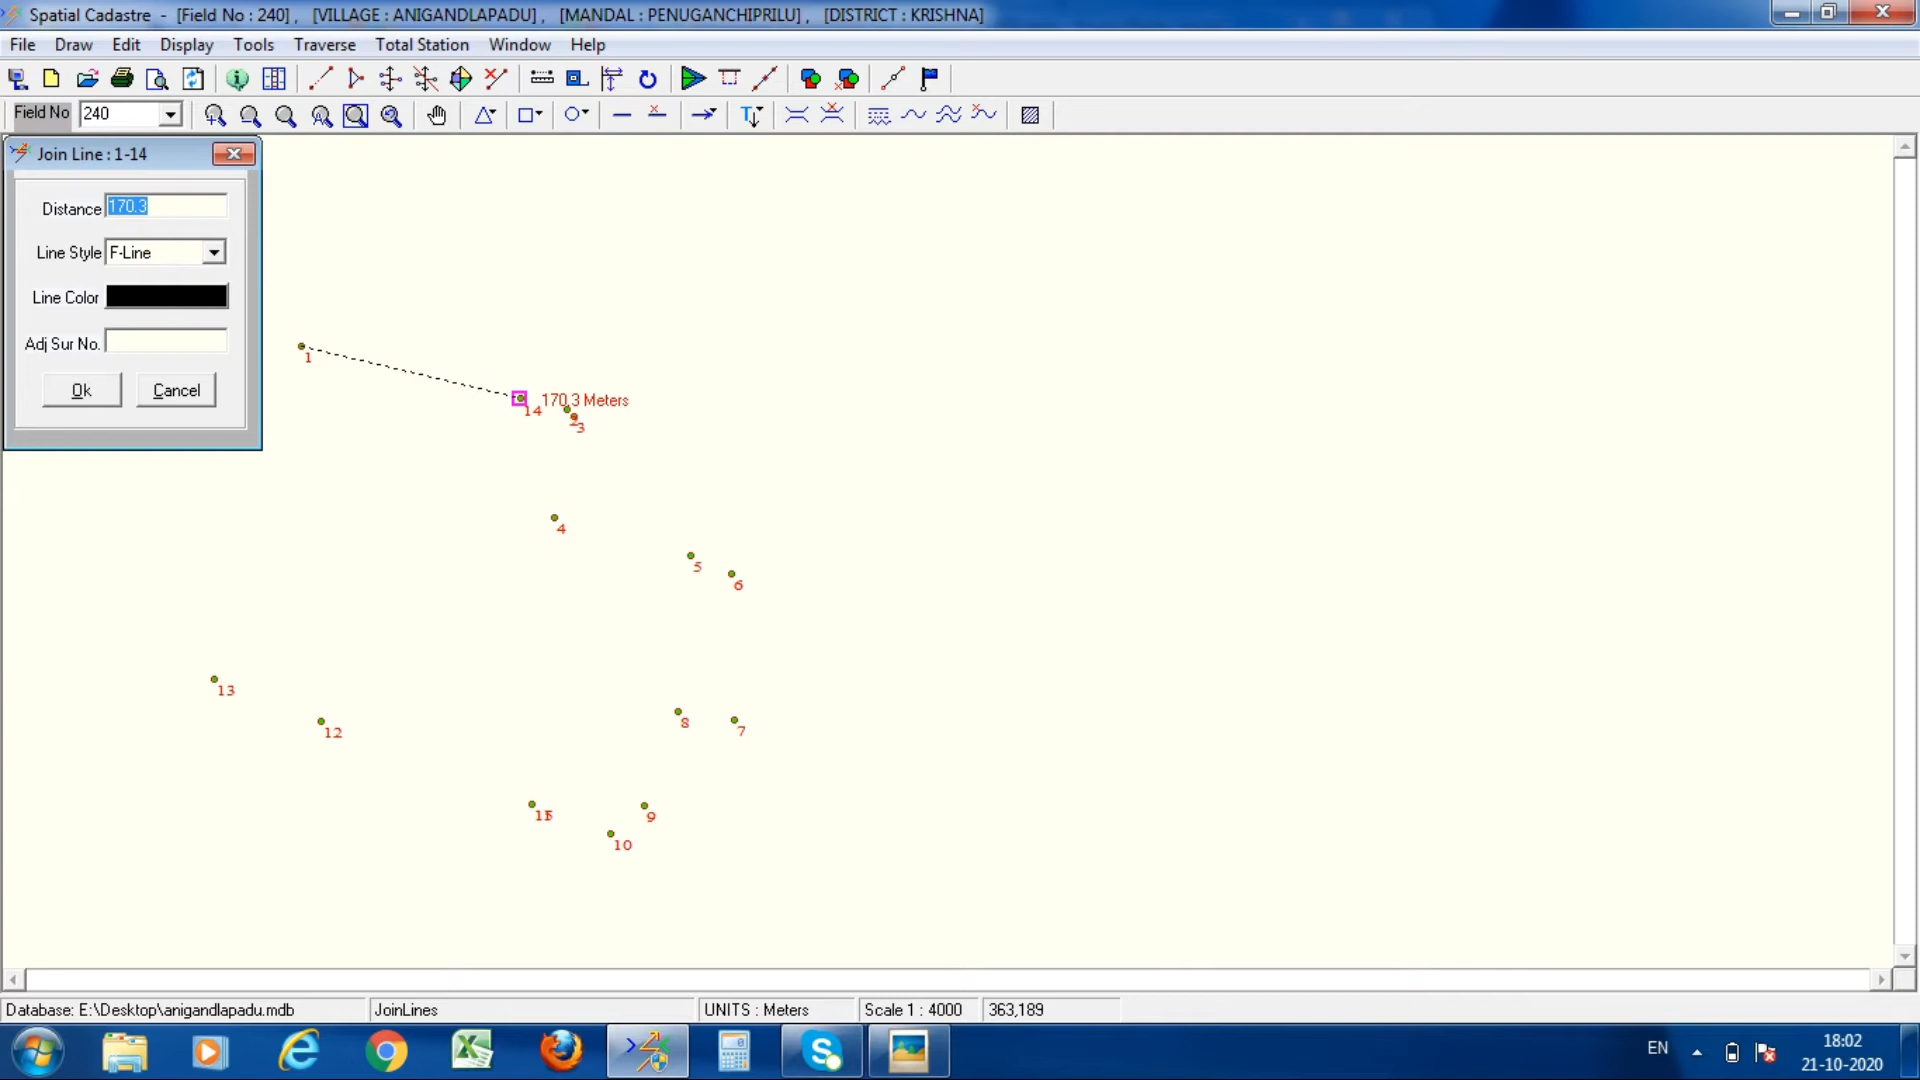 Spatial Cadastre - [Field No : 240] , [VILLAGE : ANIGANDLAPADU] , [MANDAL : PENUGANCHIPRILU] , [DISTRICT : KRISHNA]
File Draw Edit Display Tools Traverse Total Station Window Help
Field No 240
Join Line : 1-14
Distance 170.3
Line Style F-Line
Line Color
Adj Sur No.
Ok Cancel
1
170.3 Meters
14
2
3
4
5
6
13
8
7
12
11
9
10
Database: E:\Desktop\anigandlapadu.mdb JoinLines UNITS : Meters Scale 1 : 4000 363,189
EN
18:02
21-10-2020